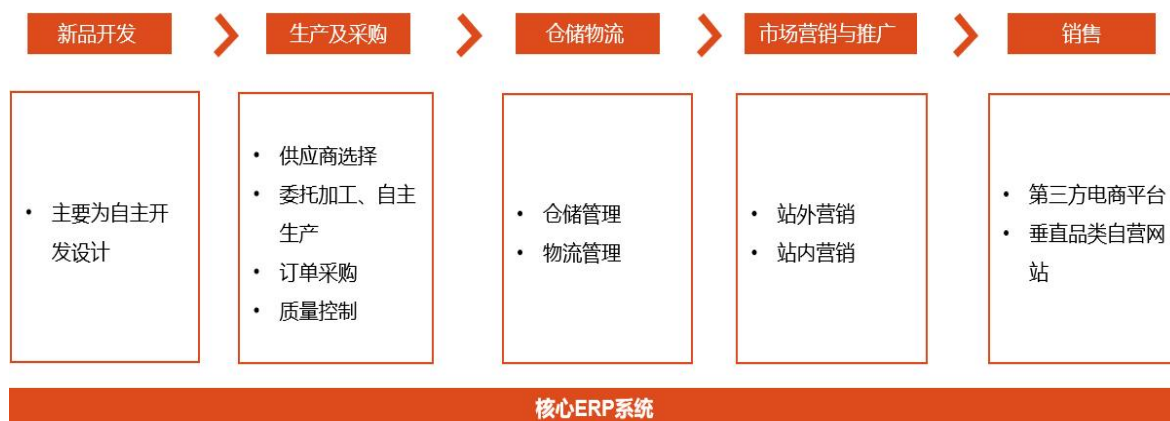 新品开发
生产及采购
仓储物流
市场营销与推广
销售
• 主要为自主开
发设计
• 供应商选择
• 委托加工、自主
生产
• 订单采购
• 质量控制
• 仓储管理
• 物流管理
• 站外营销
• 站内营销
• 第三方电商平台
• 垂直品类自营网
站
核心ERP系统